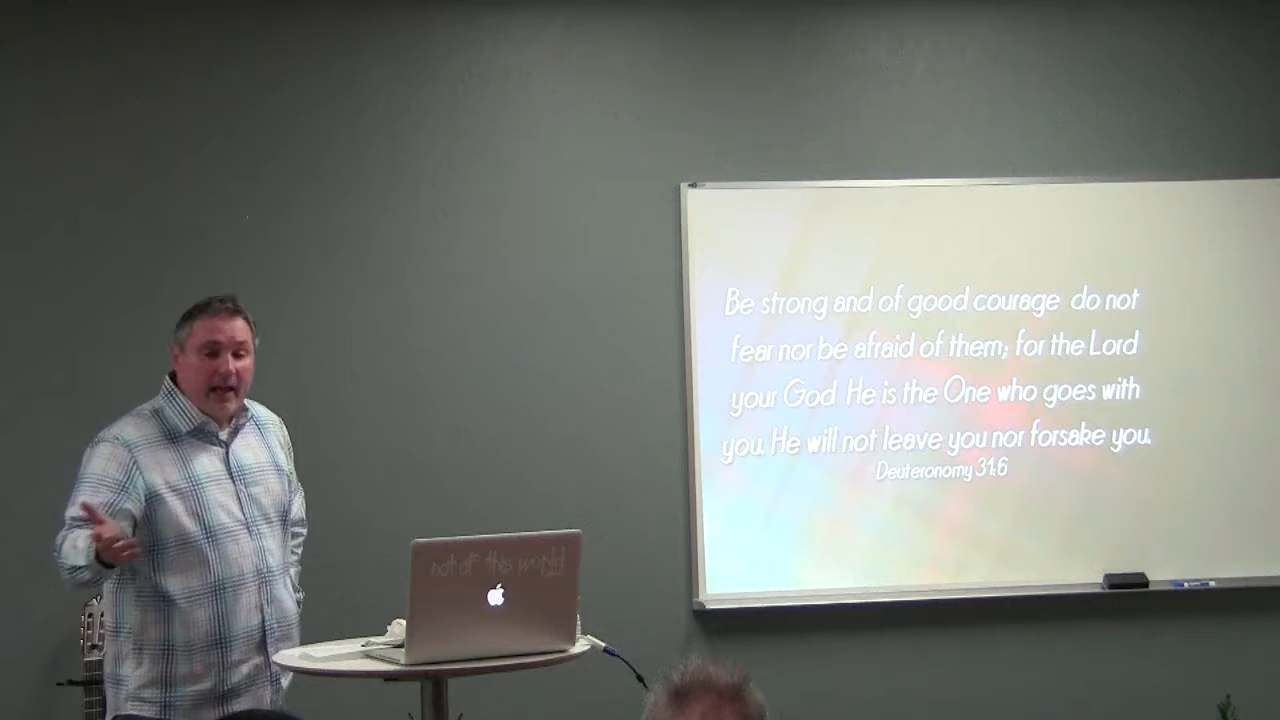 Be strong and of good courage do not
fear nor be afraid of them; for the Lord
your God He is the One who goes with
you. He will not leave you nor forsake you.
Deuteronomy 31:6
not of this world